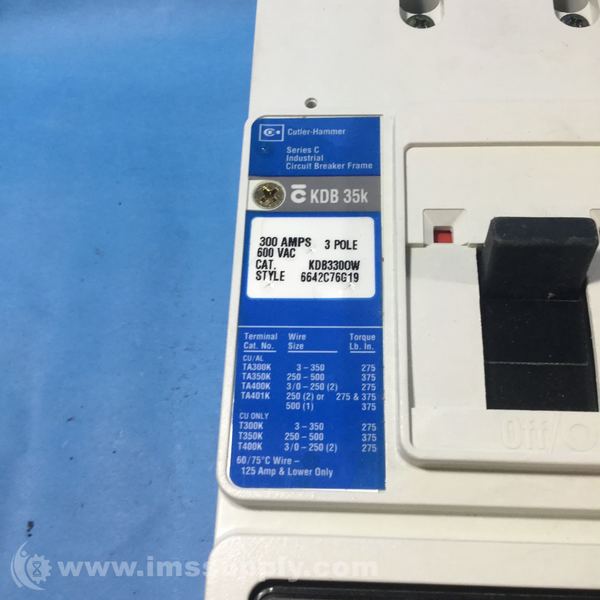 Cutler-Hammer
Series C
Industrial
Circuit Breaker Frame
KDB 35k
300 AMPS 3 POLE
600 VAC
CAT. KDB3300W
STYLE 6642C76G19
Terminal Wire Torque
Cat. No. Size Lb. In.
CU/AL
TA300K 3-350 275
TA350K 250-500 375
TA400K 3/0-250 (2) 275
TA401K 250 (2) or 275 & 375
500 (1) 375
CU ONLY
T300K 3-350 275
T350K 250-500 375
T400K 3/0-250 (2) 275
60/75°C Wire –
125 Amp & Lower Only
Off/O
www.imssupply.com